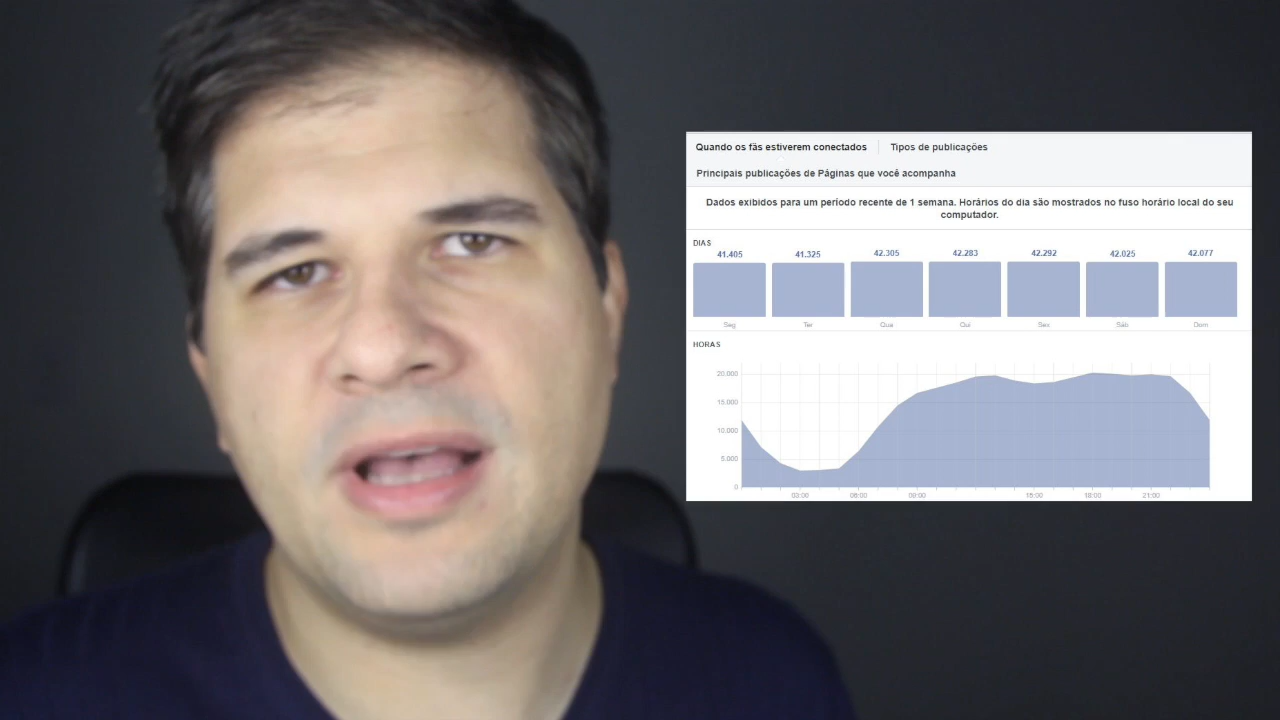 Quando os fãs estiverem conectados
Tipos de publicações
Principais publicações de Páginas que você acompanha
Dados exibidos para um período recente de 1 semana. Horários do dia são mostrados no fuso horário local do seu
computador.
DIAS
41.405 41.325 42.305 42.283 42.292 42.025 42.077
Seg Ter Qua Qui Sex Sáb Dom
HORAS
20.000
15.000
10.000
5.000
0
03:00 06:00 09:00 15:00 18:00 21:00